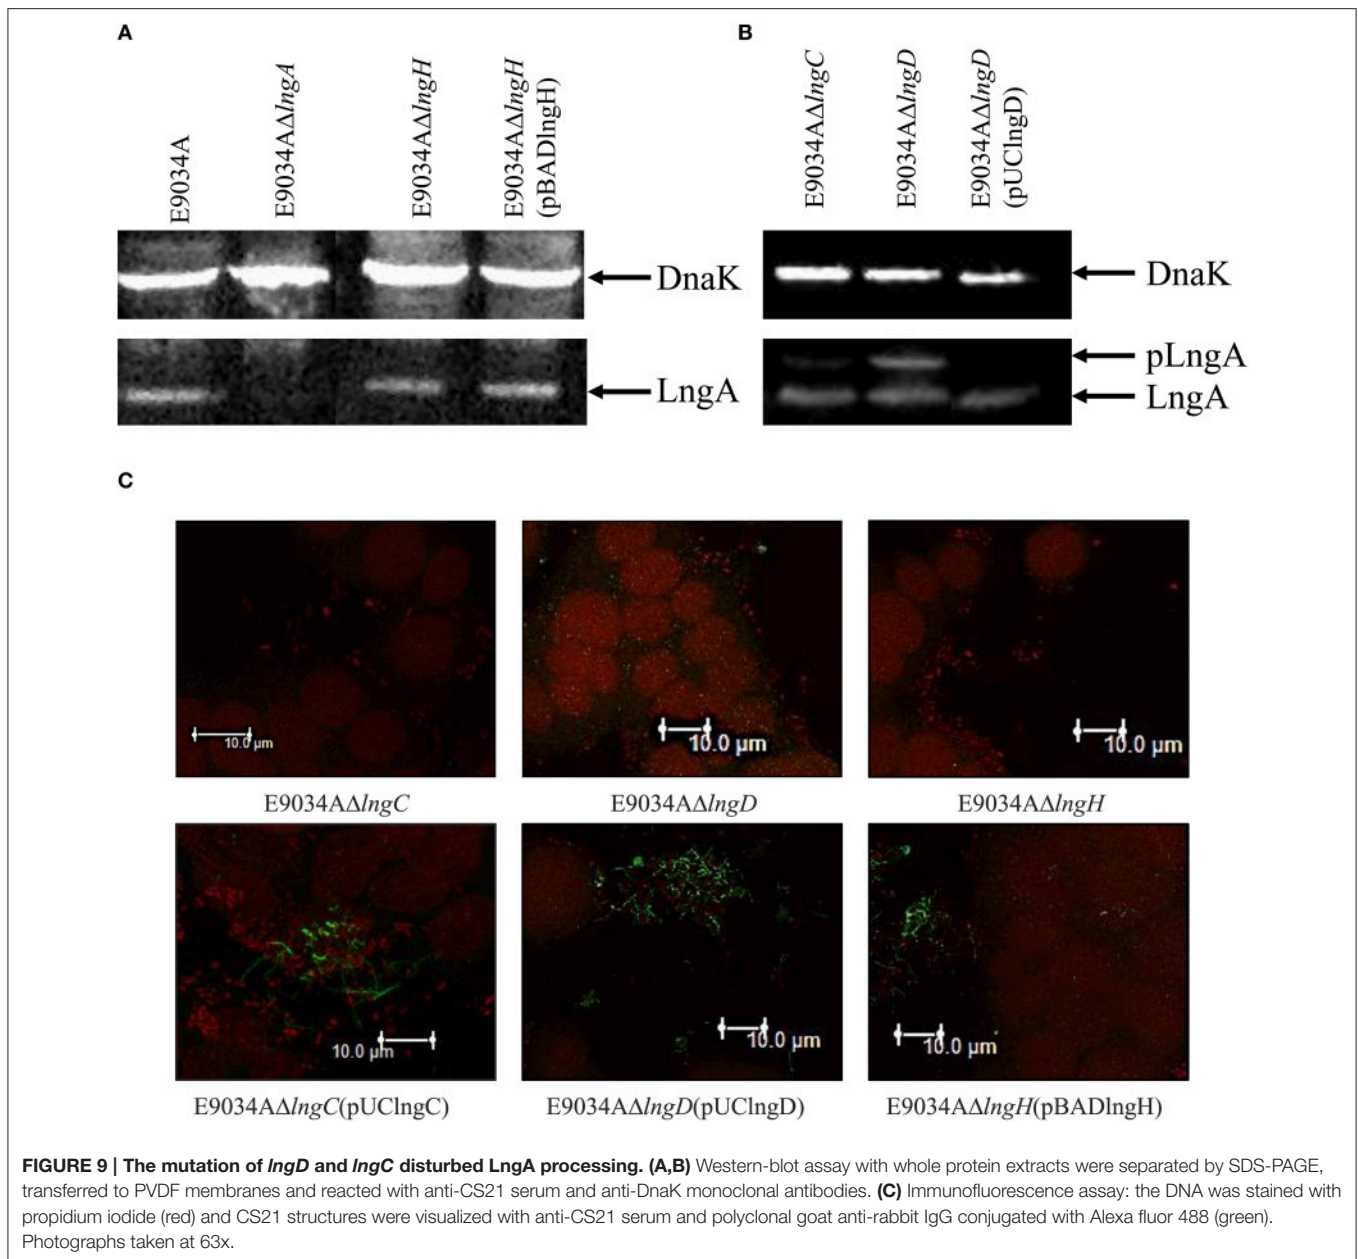 A
B
E9034A
E9034AΔlngA
E9034AΔlngH
E9034AΔlngH
(pBADlngH)
E9034AΔlngC
E9034AΔlngD
E9034AΔlngD
(pUClngD)
DnaK
DnaK
LngA
pLngA
LngA
C
10.0 µm
10.0 µm
10.0 µm
E9034AΔlngC
E9034AΔlngD
E9034AΔlngH
10.0 µm
10.0 µm
10.0 µm
E9034AΔlngC(pUClngC)
E9034AΔlngD(pUClngD)
E9034AΔlngH(pBADlngH)
FIGURE 9 | The mutation of lngD and lngC disturbed LngA processing. (A,B) Western-blot assay with whole protein extracts were separated by SDS-PAGE,
transferred to PVDF membranes and reacted with anti-CS21 serum and anti-DnaK monoclonal antibodies. (C) Immunofluorescence assay: the DNA was stained with
propidium iodide (red) and CS21 structures were visualized with anti-CS21 serum and polyclonal goat anti-rabbit IgG conjugated with Alexa fluor 488 (green).
Photographs taken at 63x.